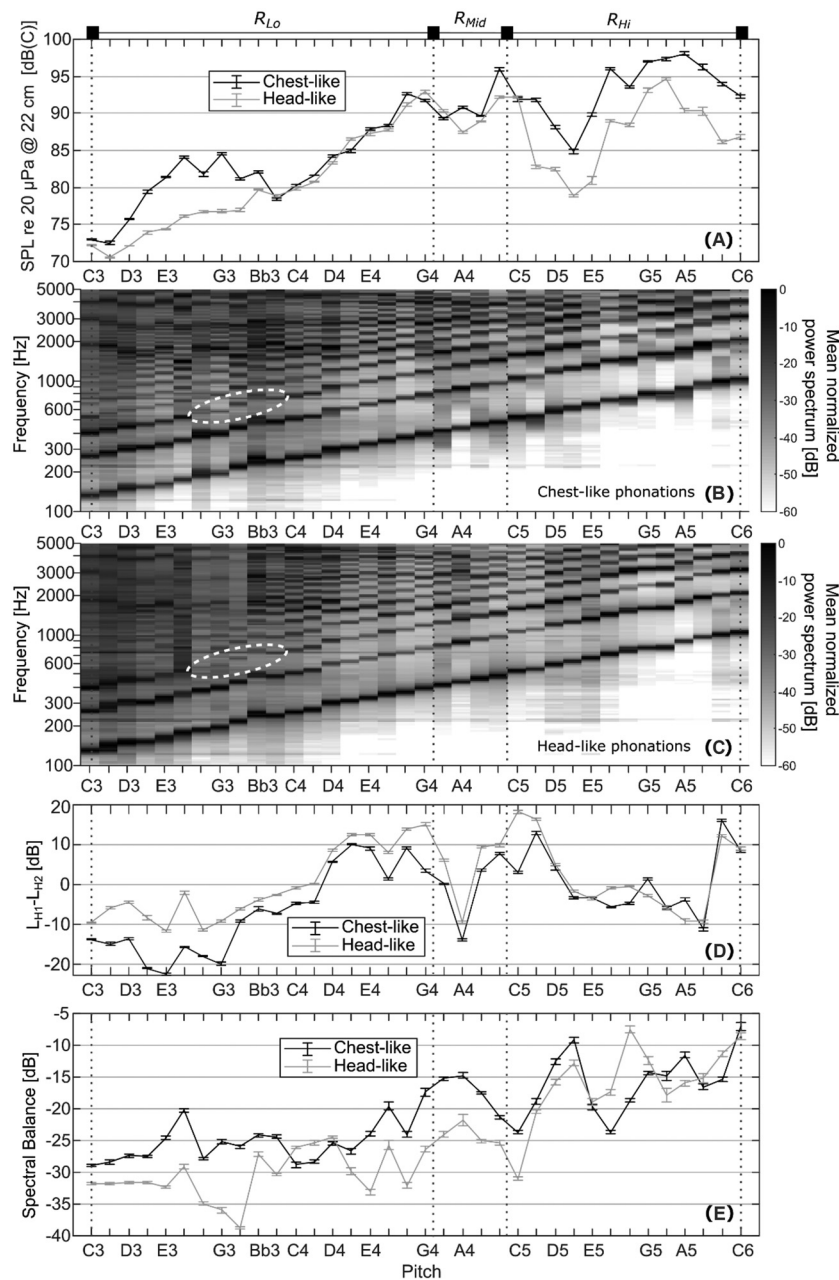 R_Lo R_Mid R_Hi
SPL re 20 µPa @ 22 cm [dB(C)]
100
95
90
85
80
75
70
Chest-like
Head-like
(A)
C3 D3 E3 G3 Bb3 C4 D4 E4 G4 A4 C5 D5 E5 G5 A5 C6
Frequency [Hz]
5000
3000
1000
600
300
200
100
Chest-like phonations (B)
0
-10
-20
-30
-40
-50
-60
Mean normalized
power spectrum [dB]
C3 D3 E3 G3 Bb3 C4 D4 E4 G4 A4 C5 D5 E5 G5 A5 C6
Frequency [Hz]
5000
3000
1000
600
300
200
100
Head-like phonations (C)
0
-10
-20
-30
-40
-50
-60
Mean normalized
power spectrum [dB]
C3 D3 E3 G3 Bb3 C4 D4 E4 G4 A4 C5 D5 E5 G5 A5 C6
L_H1-L_H2 [dB]
20
10
0
-10
-20
Chest-like
Head-like
(D)
C3 D3 E3 G3 Bb3 C4 D4 E4 G4 A4 C5 D5 E5 G5 A5 C6
Spectral Balance [dB]
-5
-10
-15
-20
-25
-30
-35
-40
Chest-like
Head-like
(E)
C3 D3 E3 G3 Bb3 C4 D4 E4 G4 A4 C5 D5 E5 G5 A5 C6
Pitch